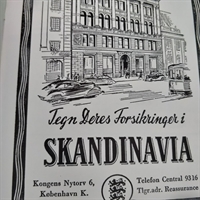 Tegn Deres Forsikringer i
SKANDINAVIA
Kongens Nytorv 6,
København K.
Telefon Central 9316
Tlgr.adr. Reassurance